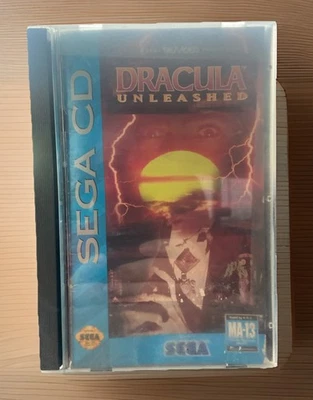 SEGA CD
DRACULA
UNLEASHED
MA-13
SEGA